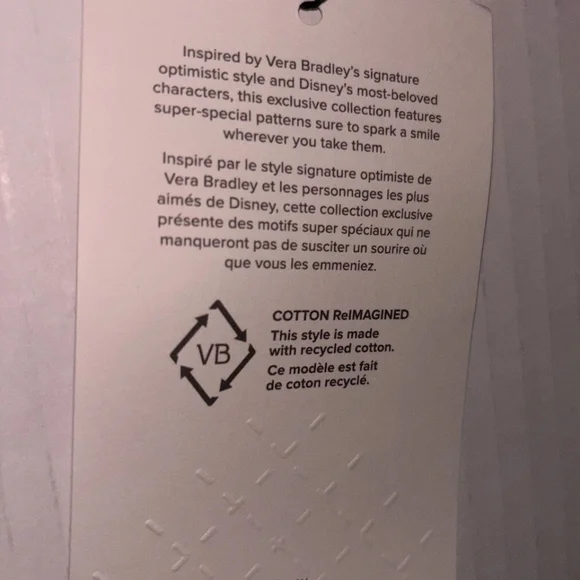 Inspired by Vera Bradley's signature
optimistic style and Disney's most-beloved
characters, this exclusive collection features
super-special patterns sure to spark a smile
wherever you take them.
Inspiré par le style signature optimiste de
Vera Bradley et les personnages les plus
aimés de Disney, cette collection exclusive
présente des motifs super spéciaux qui ne
manqueront pas de susciter un sourire où
que vous les emmeniez.
VB
COTTON ReIMAGINED
This style is made
with recycled cotton.
Ce modèle est fait
de coton recyclé.